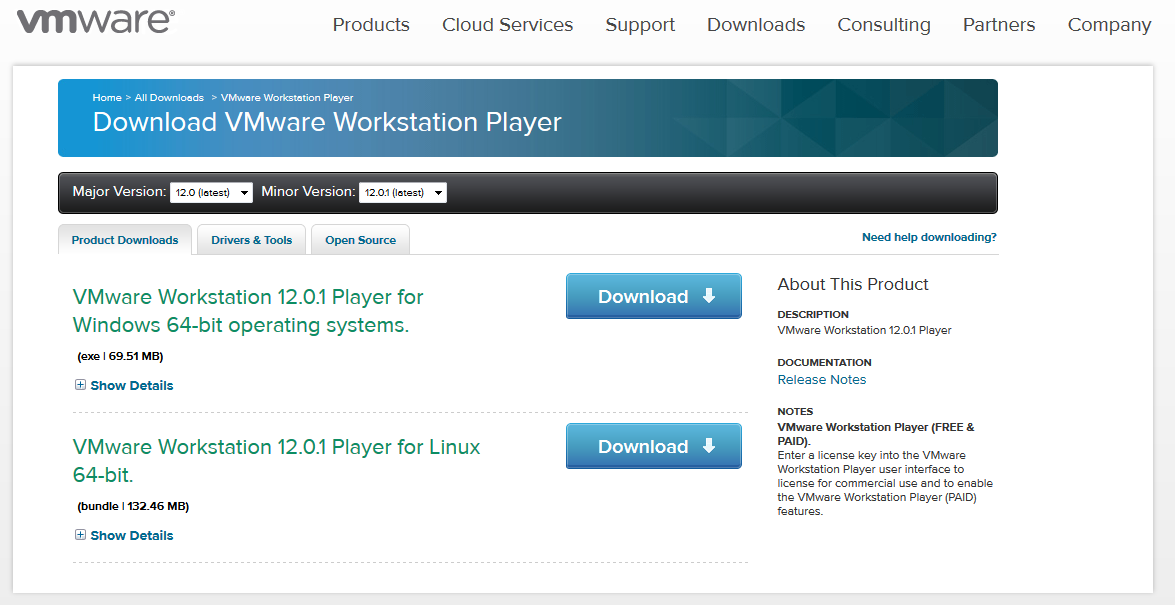 vmware®
Products Cloud Services Support Downloads Consulting Partners Company
Home > All Downloads > VMware Workstation Player
Download VMware Workstation Player
Major Version: 12.0 (latest) Minor Version: 12.0.1 (latest)
Product Downloads Drivers & Tools Open Source Need help downloading?
VMware Workstation 12.0.1 Player for
Windows 64-bit operating systems.
(exe | 69.51 MB)
Show Details
Download
VMware Workstation 12.0.1 Player for Linux
64-bit.
(bundle | 132.46 MB)
Show Details
Download
About This Product
DESCRIPTION
VMware Workstation 12.0.1 Player
DOCUMENTATION
Release Notes
NOTES
VMware Workstation Player (FREE &
PAID).
Enter a license key into the VMware
Workstation Player user interface to
license for commercial use and to enable
the VMware Workstation Player (PAID)
features.